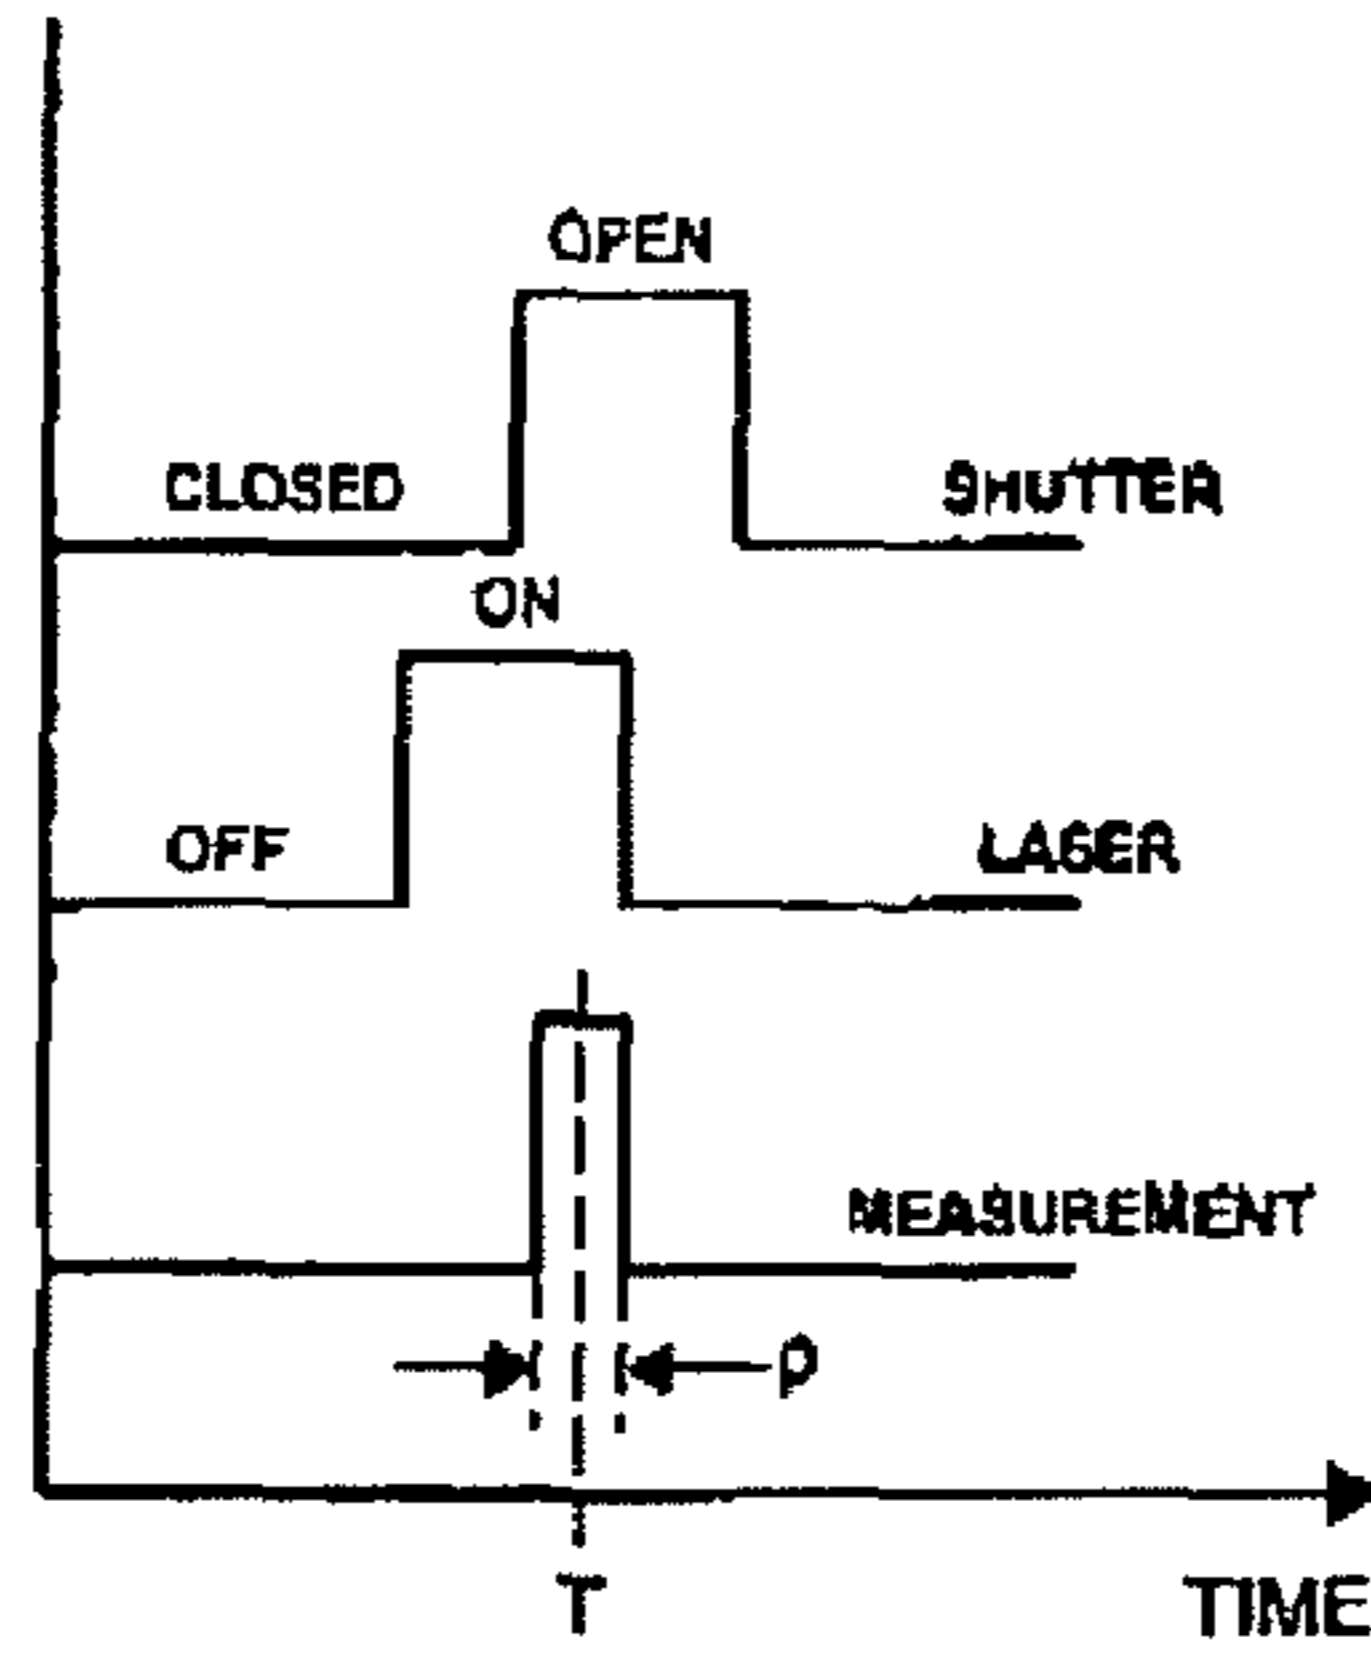 OPEN
CLOSED
SHUTTER
ON
OFF
LASER
MEASUREMENT
ρ
T
TIME